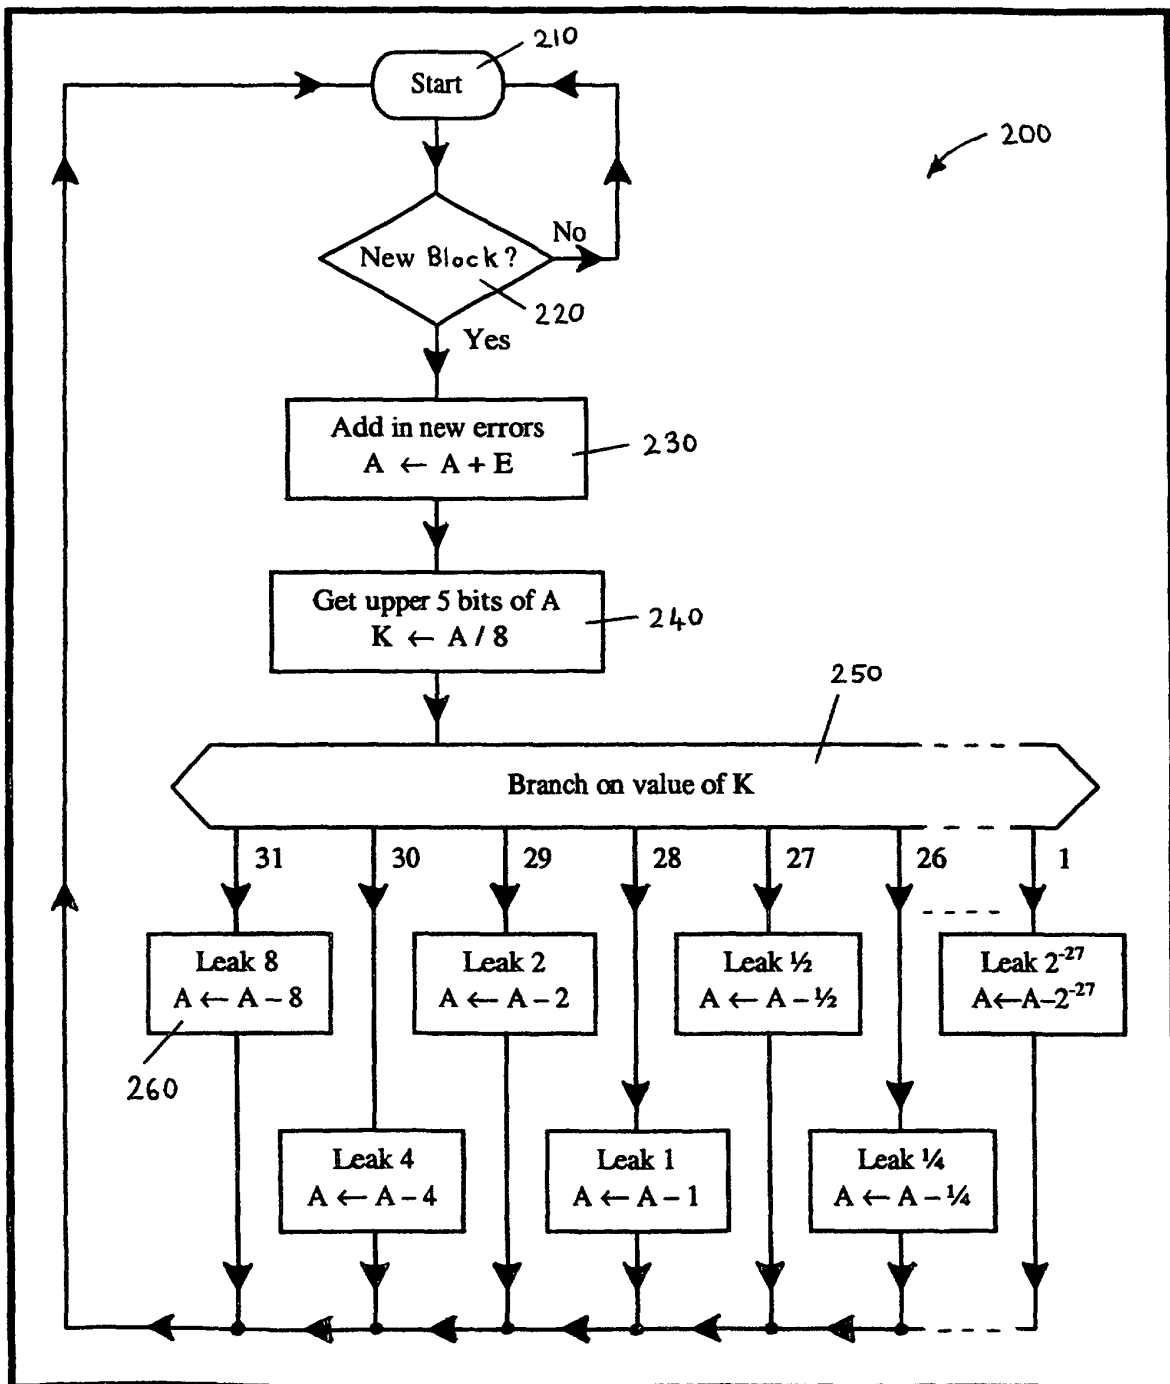 210
Start
200
No
New Block?
220
Yes
Add in new errors
A ← A + E
230
Get upper 5 bits of A
K ← A / 8
240
250
Branch on value of K
31
30
29
28
27
26
1
Leak 8
A ← A – 8
Leak 2
A ← A – 2
Leak ½
A ← A – ½
Leak 2⁻²⁷
A←A–2⁻²⁷
260
Leak 4
A ← A – 4
Leak 1
A ← A – 1
Leak ¼
A ← A – ¼